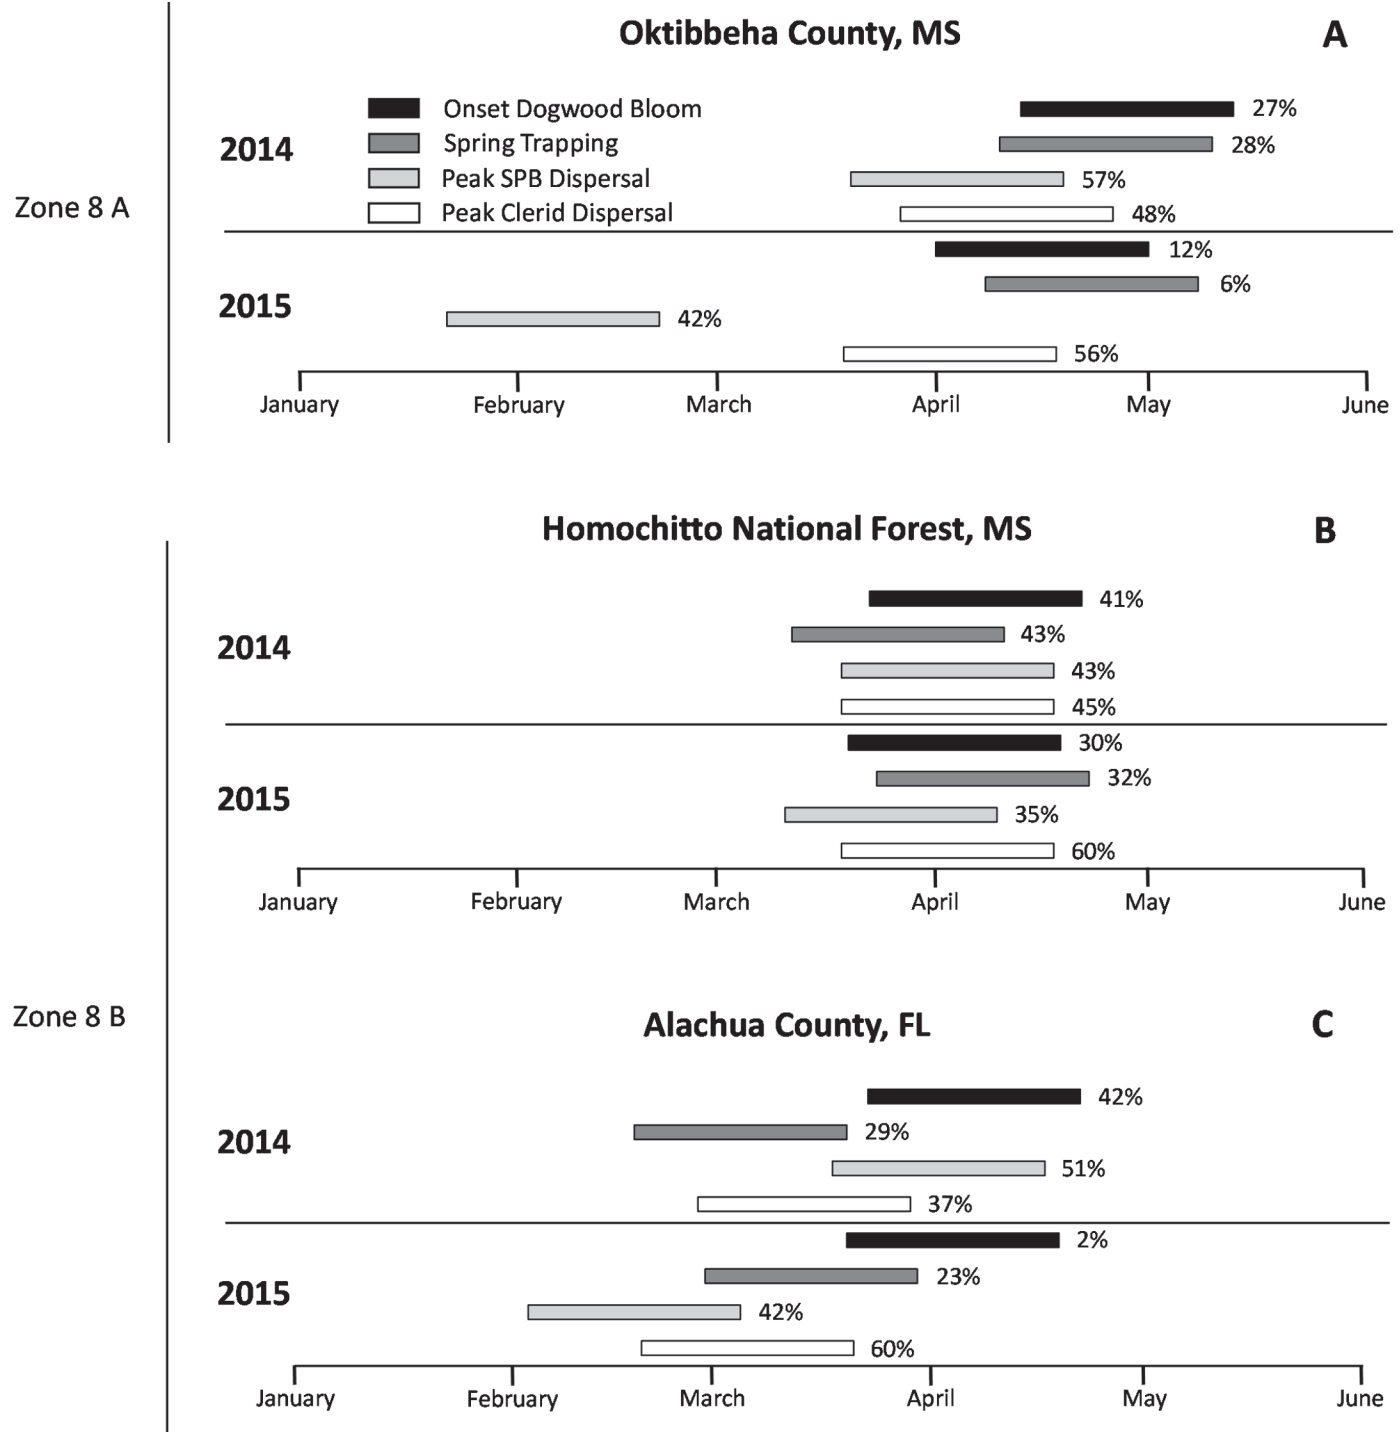 Oktibbeha County, MS
A
Zone 8 A
2014
Onset Dogwood Bloom
Spring Trapping
Peak SPB Dispersal
Peak Clerid Dispersal
27%
28%
57%
48%
2015
12%
6%
42%
56%
January February March April May June
Homochitto National Forest, MS
B
Zone 8 B
2014
41%
43%
43%
45%
2015
30%
32%
35%
60%
January February March April May June
Alachua County, FL
C
2014
42%
29%
51%
37%
2015
2%
23%
42%
60%
January February March April May June